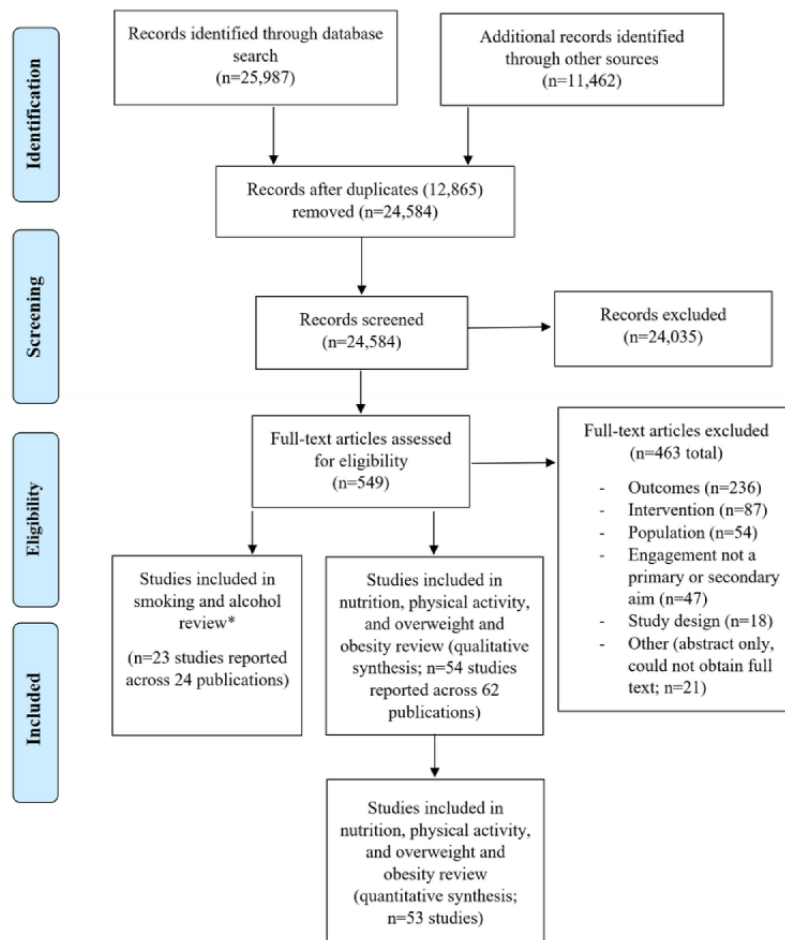 Identification
Records identified through database
search
(n=25,987)
Additional records identified
through other sources
(n=11,462)
Records after duplicates (12,865)
removed (n=24,584)
Screening
Records screened
(n=24,584)
Records excluded
(n=24,035)
Eligibility
Full-text articles assessed
for eligibility
(n=549)
Full-text articles excluded
(n=463 total)
- Outcomes (n=236)
- Intervention (n=87)
- Population (n=54)
- Engagement not a
primary or secondary
aim (n=47)
- Study design (n=18)
- Other (abstract only,
could not obtain full
text; n=21)
Included
Studies included in
smoking and alcohol
review*
(n=23 studies reported
across 24 publications)
Studies included in
nutrition, physical activity,
and overweight and
obesity review (qualitative
synthesis; n=54 studies
reported across 62
publications)
Studies included in
nutrition, physical activity,
and overweight and
obesity review
(quantitative synthesis;
n=53 studies)